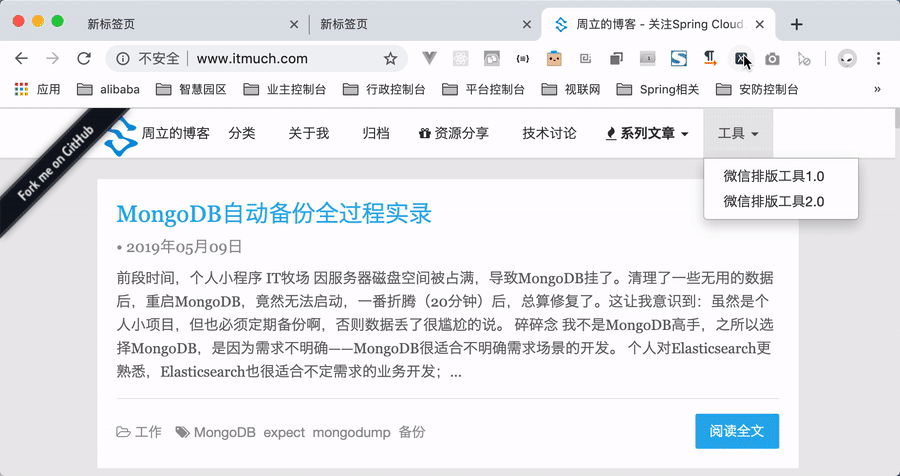 新标签页
新标签页
周立的博客 - 关注Spring Cloud
不安全 www.itmuch.com
应用 alibaba 智慧园区 业主控制台 行政控制台 平台控制台 视联网 Spring相关 安防控制台 »
Fork me on GitHub
周立的博客 分类 关于我 归档 资源分享 技术讨论 系列文章 工具
微信排版工具1.0
微信排版工具2.0
MongoDB自动备份全过程实录
• 2019年05月09日
前段时间，个人小程序 IT牧场 因服务器磁盘空间被占满，导致MongoDB挂了。清理了一些无用的数据
后，重启MongoDB，竟然无法启动，一番折腾（20分钟）后，总算修复了。这让我意识到：虽然是个
人小项目，但也必须定期备份啊，否则数据丢了很尴尬的说。 碎碎念 我不是MongoDB高手，之所以选
择MongoDB，是因为需求不明确——MongoDB很适合不明确需求场景的开发。 个人对Elasticsearch更
熟悉，Elasticsearch也很适合不定需求的业务开发；...
工作 MongoDB expect mongodump 备份
阅读全文